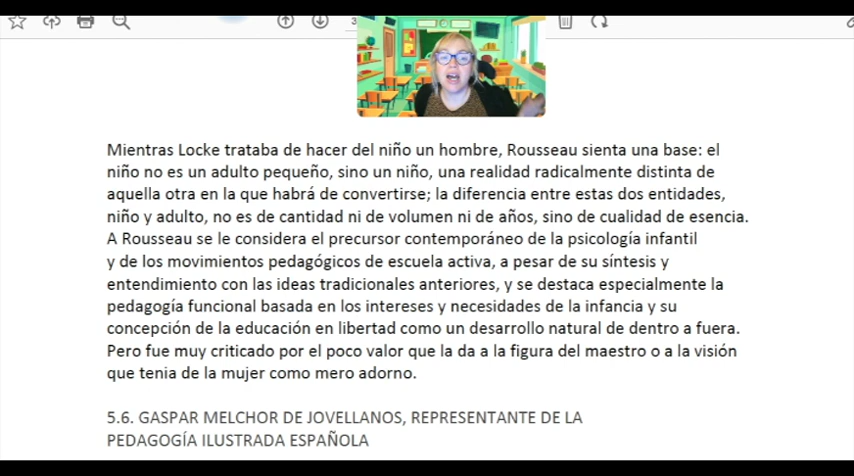 Mientras Locke trataba de hacer del niño un hombre, Rousseau sienta una base: el
niño no es un adulto pequeño, sino un niño, una realidad radicalmente distinta de
aquella otra en la que habrá de convertirse; la diferencia entre estas dos entidades,
niño y adulto, no es de cantidad ni de volumen ni de años, sino de cualidad de esencia.
A Rousseau se le considera el precursor contemporáneo de la psicología infantil
y de los movimientos pedagógicos de escuela activa, a pesar de su síntesis y
entendimiento con las ideas tradicionales anteriores, y se destaca especialmente la
pedagogía funcional basada en los intereses y necesidades de la infancia y su
concepción de la educación en libertad como un desarrollo natural de dentro a fuera.
Pero fue muy criticado por el poco valor que la da a la figura del maestro o a la visión
que tenia de la mujer como mero adorno.
5.6. GASPAR MELCHOR DE JOVELLANOS, REPRESENTANTE DE LA
PEDAGOGÍA ILUSTRADA ESPAÑOLA